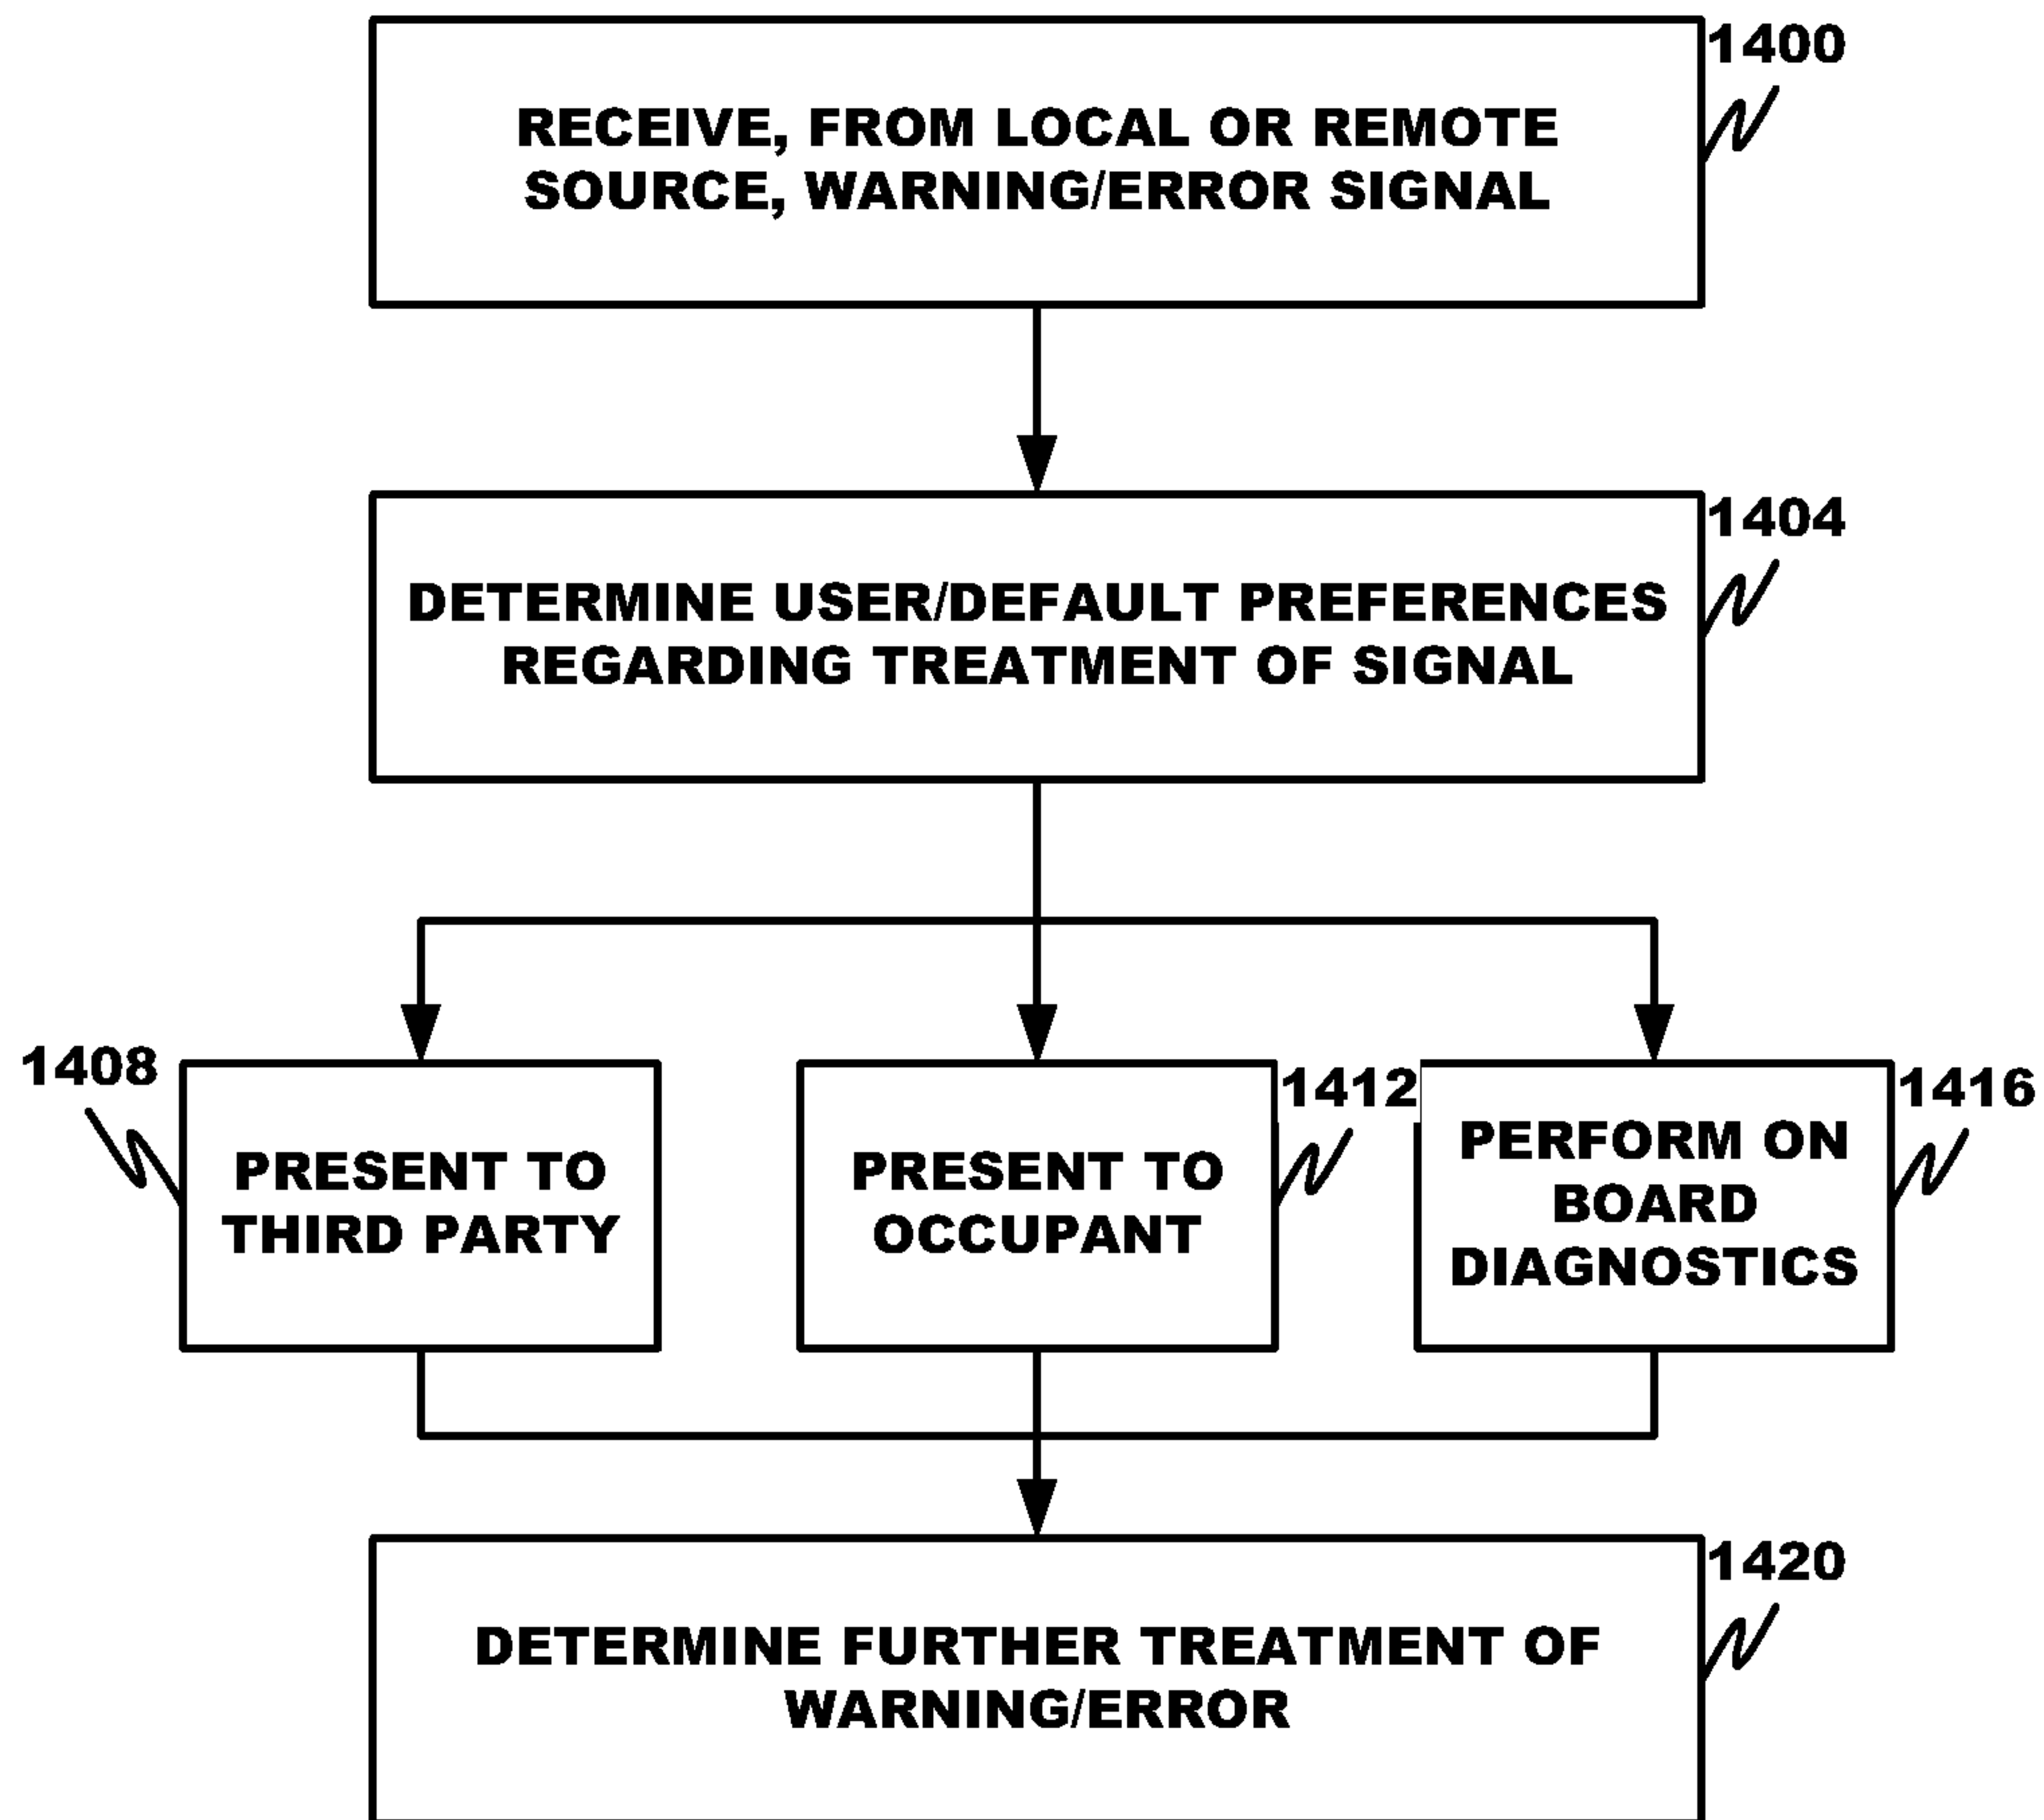 1400
RECEIVE, FROM LOCAL OR REMOTE
SOURCE, WARNING/ERROR SIGNAL
1404
DETERMINE USER/DEFAULT PREFERENCES
REGARDING TREATMENT OF SIGNAL
1408
PRESENT TO
THIRD PARTY
1412
PRESENT TO
OCCUPANT
1416
PERFORM ON
BOARD
DIAGNOSTICS
1420
DETERMINE FURTHER TREATMENT OF
WARNING/ERROR